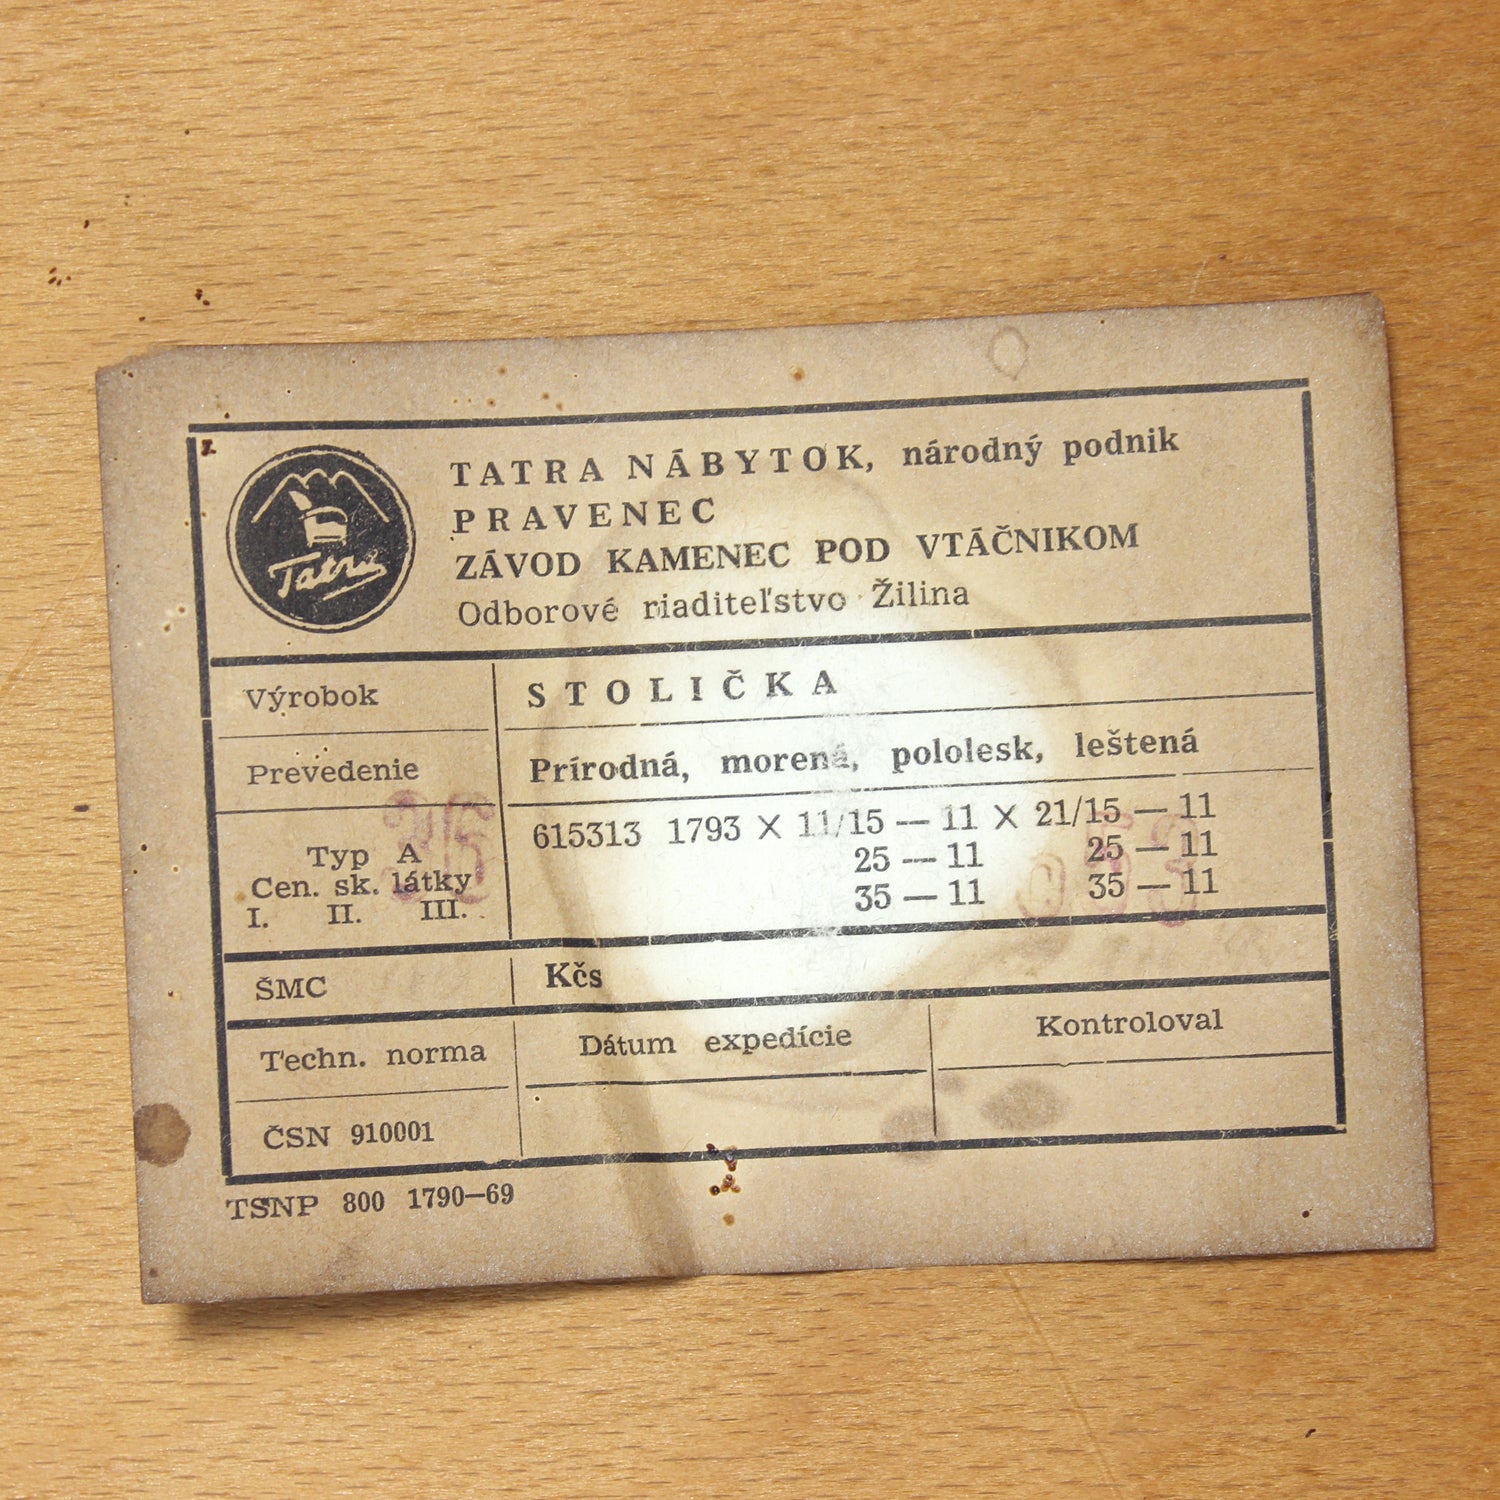 Tatra
TATRA NÁBYTOK, národný podnik
PRAVENEC
ZÁVOD KAMENEC POD VTÁČNIKOM
Odborové riaditeľstvo Žilina
Výrobok STOLIČKA
Prevedenie Prírodná, morená, pololesk, leštená
615313 1793 X 11/15 — 11 X 21/15 — 11
Typ A 25 — 11 25 — 11
Cen. sk. látky 35 — 11 35 — 11
I. II. III.
ŠMC Kčs
Techn. norma Dátum expedície Kontroloval
ČSN 910001
TSNP 800 1790—69